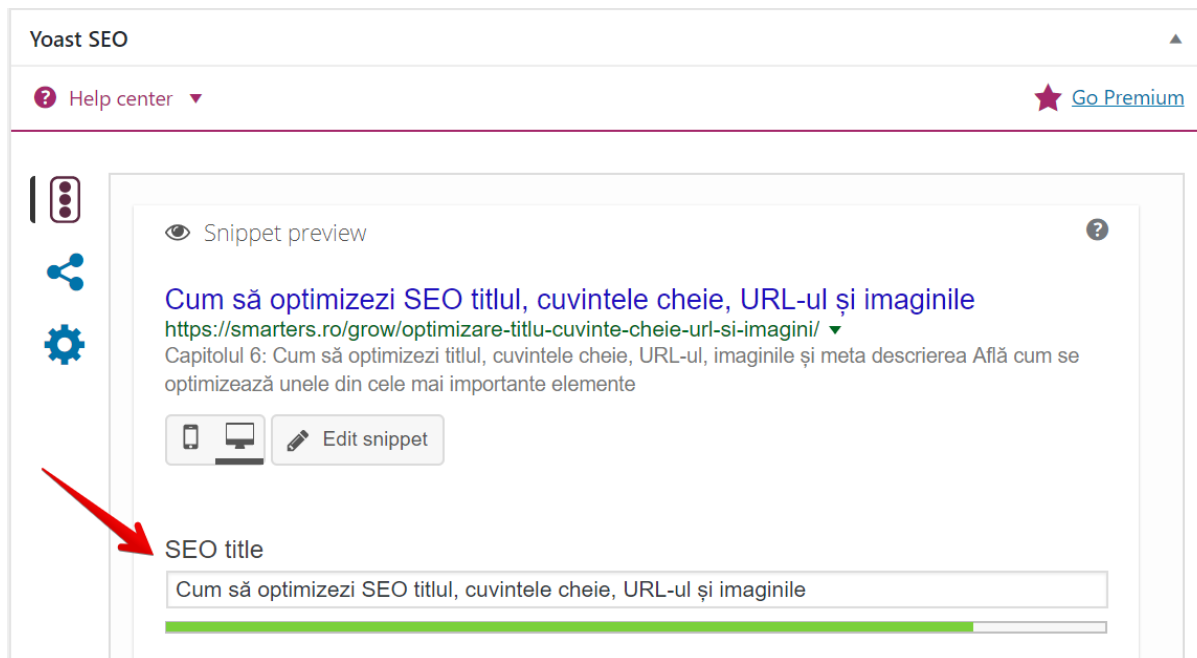 Yoast SEO
Help center
Go Premium
Snippet preview
Cum să optimizezi SEO titlul, cuvintele cheie, URL-ul și imaginile
https://smarters.ro/grow/optimizare-titlu-cuvinte-cheie-url-si-imagini/
Capitolul 6: Cum să optimizezi titlul, cuvintele cheie, URL-ul, imaginile și meta descrierea Află cum se
optimizează unele din cele mai importante elemente
Edit snippet
SEO title
Cum să optimizezi SEO titlul, cuvintele cheie, URL-ul și imaginile